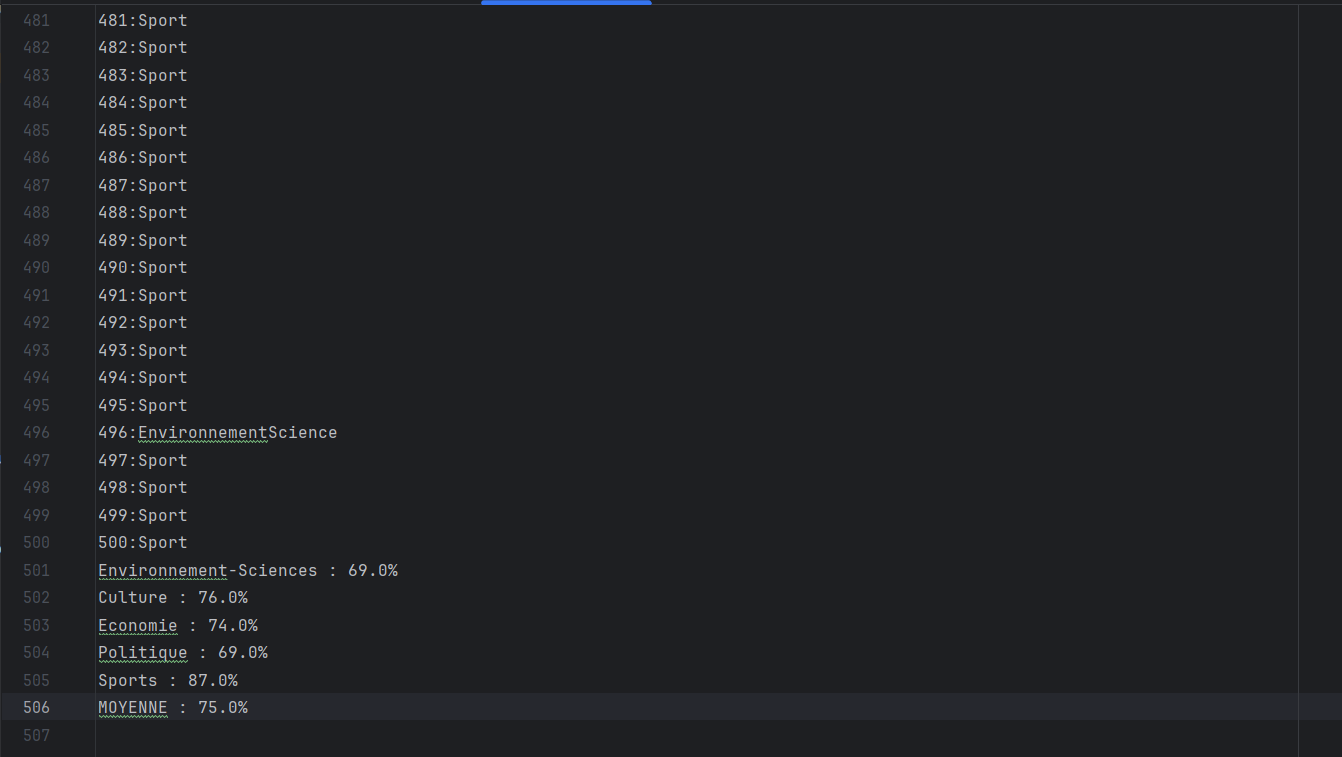 481 481:Sport
482 482:Sport
483 483:Sport
484 484:Sport
485 485:Sport
486 486:Sport
487 487:Sport
488 488:Sport
489 489:Sport
490 490:Sport
491 491:Sport
492 492:Sport
493 493:Sport
494 494:Sport
495 495:Sport
496 496:EnvironnementScience
497 497:Sport
498 498:Sport
499 499:Sport
500 500:Sport
501 Environnement-Sciences : 69.0%
502 Culture : 76.0%
503 Economie : 74.0%
504 Politique : 69.0%
505 Sports : 87.0%
506 MOYENNE : 75.0%
507